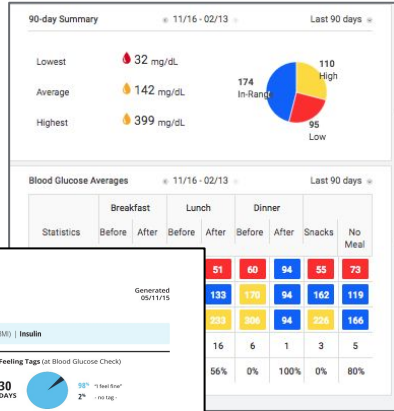 90-day Summary 11/16 - 02/13 Last 90 days
Lowest 32 mg/dL
Average 142 mg/dL
Highest 399 mg/dL
110
High
174
In-Range
95
Low
Blood Glucose Averages 11/16 - 02/13 Last 90 days
Breakfast Lunch Dinner
Statistics Before After Before After Before After Snacks No Meal
51 60 94 55 73
133 170 94 162 119
233 306 94 226 166
16 6 1 3 5
56% 0% 100% 0% 80%
Generated
05/11/15
MI) | Insulin
Feeling Tags (at Blood Glucose Check)
30
DAYS
98% "I feel fine"
2% - no tag -